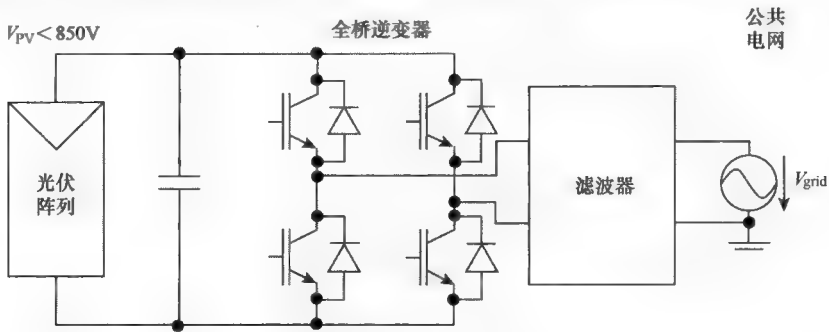 V_PV < 850V
全桥逆变器
公共
电网
光伏
阵列
滤波器
V_grid